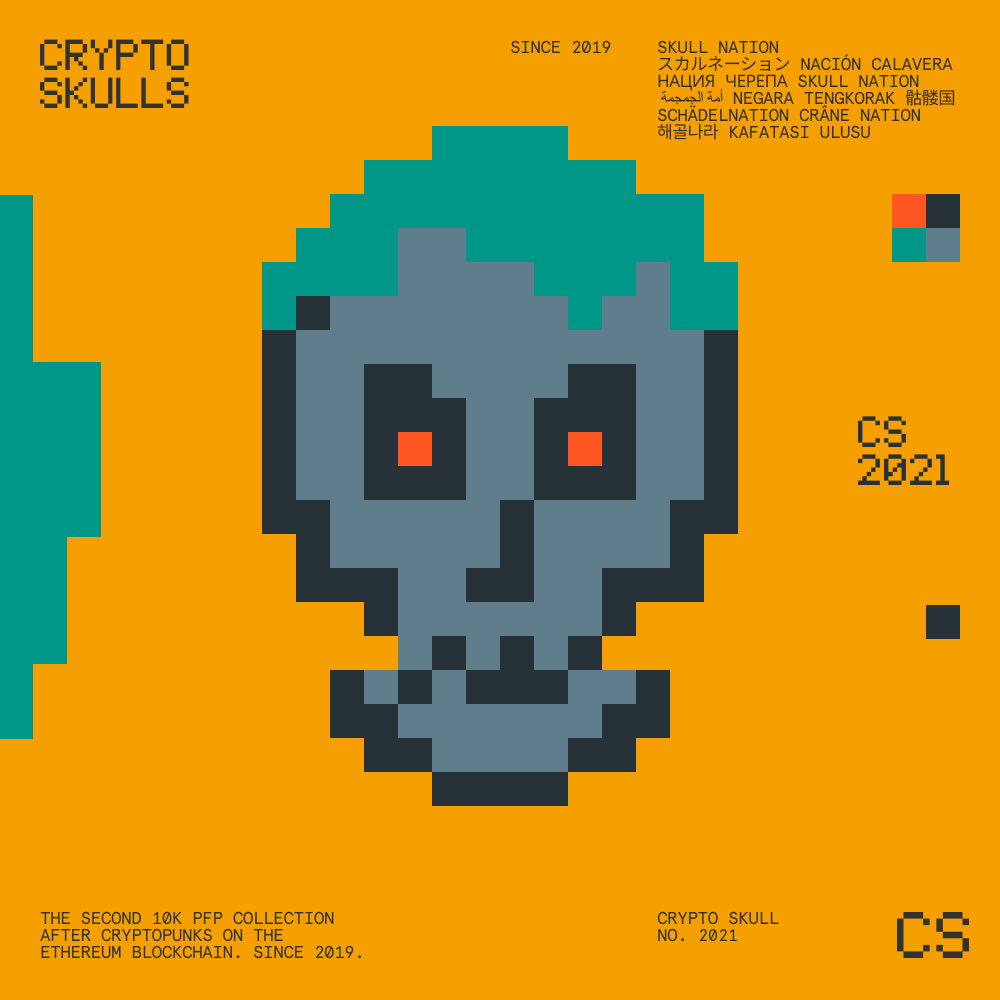 CRYPTO
SKULLS
SINCE 2019
SKULL NATION
スカルネーション NACIÓN CALAVERA
НАЦИЯ ЧЕРЕПА SKULL NATION
أمة الجمجمة NEGARA TENGKORAK 骷髅国
SCHÄDELNATION CRÂNE NATION
해골나라 KAFATASI ULUSU
CS
2021
THE SECOND 10K PFP COLLECTION
AFTER CRYPTOPUNKS ON THE
ETHEREUM BLOCKCHAIN. SINCE 2019.
CRYPTO SKULL
NO. 2021
CS